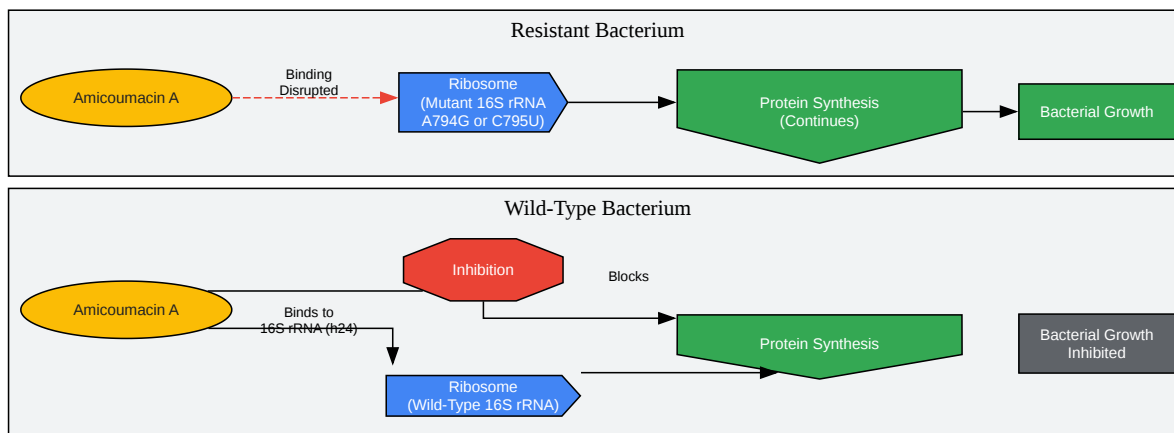 Resistant Bacterium
Amicoumacin A
Binding
Disrupted
Ribosome
(Mutant 16S rRNA
A794G or C795U)
Protein Synthesis
(Continues)
Bacterial Growth
Wild-Type Bacterium
Amicoumacin A
Inhibition
Blocks
Binds to
16S rRNA (h24)
Ribosome
(Wild-Type 16S rRNA)
Protein Synthesis
Bacterial Growth
Inhibited